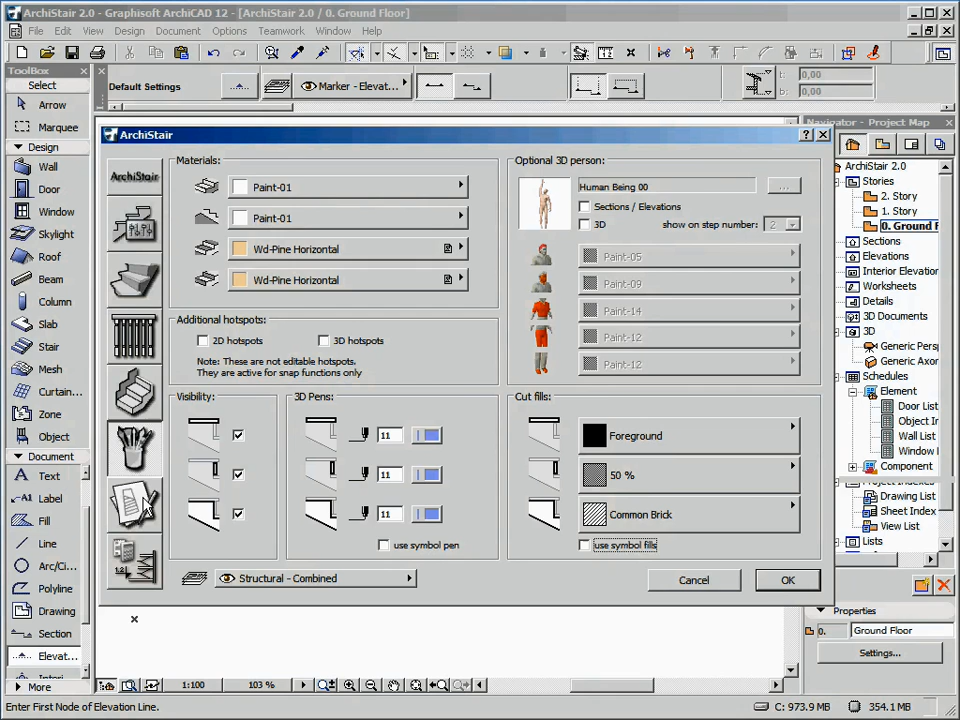 ArchiStair 2.0 - Graphisoft ArchiCAD 12 - [ArchiStair 2.0 / 0. Ground Floor]
File Edit View Design Document Options Teamwork Window Help
ToolBox
Select
Arrow
Marquee
Design
Wall
Door
Window
Skylight
Roof
Beam
Column
Slab
Stair
Mesh
Curtain...
Zone
Object
Document
Text
A1 Label
Fill
Line
Arc/Ci...
Polyline
Drawing
Section
Elevat...
More
Default Settings
Marker - Elevat...
t: 0,00
b: 0,00
ArchiStair
ArchiStair
Materials:
Paint-01
Paint-01
Wd-Pine Horizontal
Wd-Pine Horizontal
Additional hotspots:
2D hotspots 3D hotspots
Note: These are not editable hotspots.
They are active for snap functions only
Visibility:
3D Pens:
11
11
11
use symbol pen
Structural - Combined
Optional 3D person:
Human Being 00 ...
Sections / Elevations
3D show on step number: 2
Paint-05
Paint-09
Paint-14
Paint-12
Paint-12
Cut fills:
Foreground
50 %
Common Brick
use symbol fills
Cancel OK
Navigator - Project Map
ArchiStair 2.0
Stories
2. Story
1. Story
0. Ground F
Sections
Elevations
Interior Elevation
Worksheets
Details
3D Documents
3D
Generic Persp
Generic Axon
Schedules
Element
Door List
Object In
Wall List
Window L
Component
Project Indexes
Drawing List
Sheet Index
View List
Lists
Properties
0. Ground Floor
Settings...
1:100 103 %
Enter First Node of Elevation Line.
C: 973.9 MB 354.1 MB